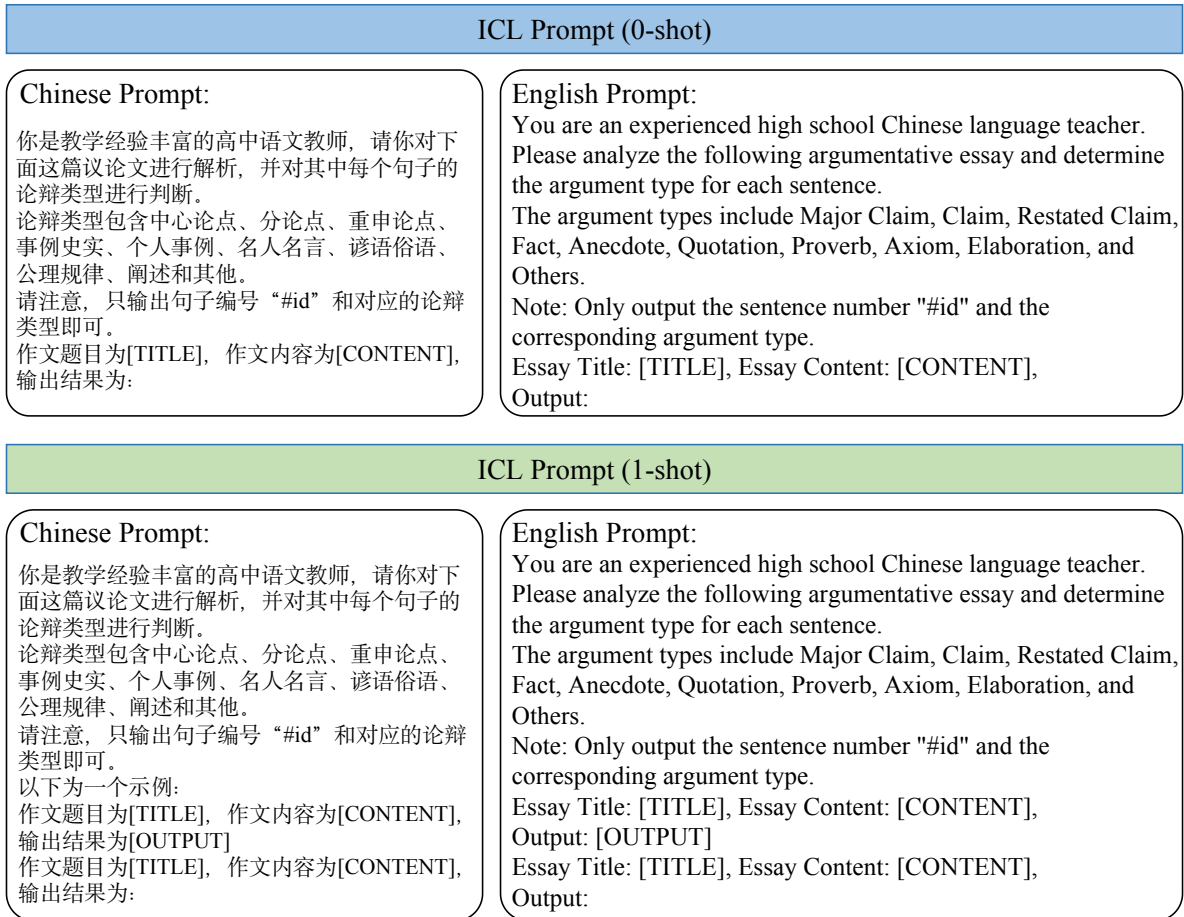 ICL Prompt (0-shot)
Chinese Prompt:
你是教学经验丰富的高中语文教师，请你对下
面这篇议论文进行解析，并对其中每个句子的
论辩类型进行判断。
论辩类型包含中心论点、分论点、重申论点、
事例史实、个人事例、名人名言、谚语俗语、
公理规律、阐述和其他。
请注意，只输出句子编号“#id”和对应的论辩
类型即可。
作文题目为[TITLE]，作文内容为[CONTENT]，
输出结果为：
English Prompt:
You are an experienced high school Chinese language teacher.
Please analyze the following argumentative essay and determine
the argument type for each sentence.
The argument types include Major Claim, Claim, Restated Claim,
Fact, Anecdote, Quotation, Proverb, Axiom, Elaboration, and
Others.
Note: Only output the sentence number "#id" and the
corresponding argument type.
Essay Title: [TITLE], Essay Content: [CONTENT],
Output:
ICL Prompt (1-shot)
Chinese Prompt:
你是教学经验丰富的高中语文教师，请你对下
面这篇议论文进行解析，并对其中每个句子的
论辩类型进行判断。
论辩类型包含中心论点、分论点、重申论点、
事例史实、个人事例、名人名言、谚语俗语、
公理规律、阐述和其他。
请注意，只输出句子编号“#id”和对应的论辩
类型即可。
以下为一个示例：
作文题目为[TITLE]，作文内容为[CONTENT]，
输出结果为[OUTPUT]
作文题目为[TITLE]，作文内容为[CONTENT]，
输出结果为：
English Prompt:
You are an experienced high school Chinese language teacher.
Please analyze the following argumentative essay and determine
the argument type for each sentence.
The argument types include Major Claim, Claim, Restated Claim,
Fact, Anecdote, Quotation, Proverb, Axiom, Elaboration, and
Others.
Note: Only output the sentence number "#id" and the
corresponding argument type.
Essay Title: [TITLE], Essay Content: [CONTENT],
Output: [OUTPUT]
Essay Title: [TITLE], Essay Content: [CONTENT],
Output: